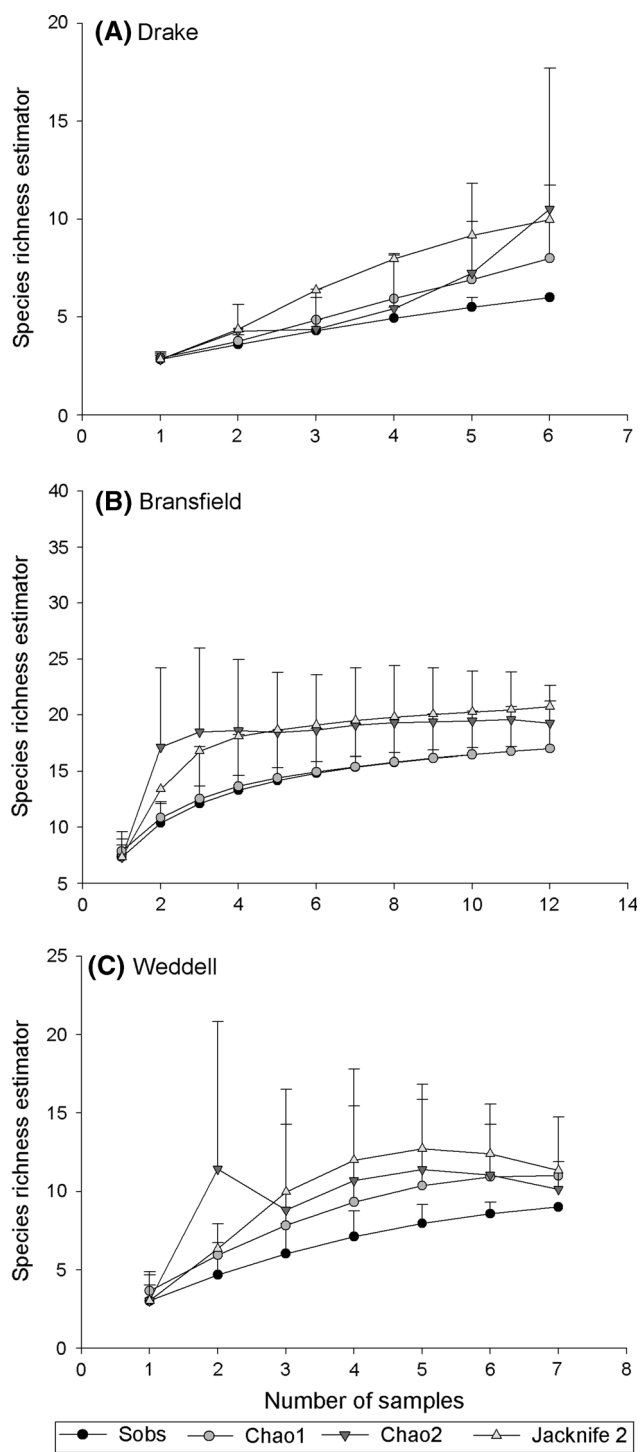 (A) Drake
20
15
10
5
0
Species richness estimator
0 1 2 3 4 5 6 7
(B) Bransfield
40
35
30
25
20
15
10
5
Species richness estimator
0 2 4 6 8 10 12 14
(C) Weddell
25
20
15
10
5
0
Species richness estimator
0 1 2 3 4 5 6 7 8
Number of samples
Sobs Chao1 Chao2 Jacknife 2